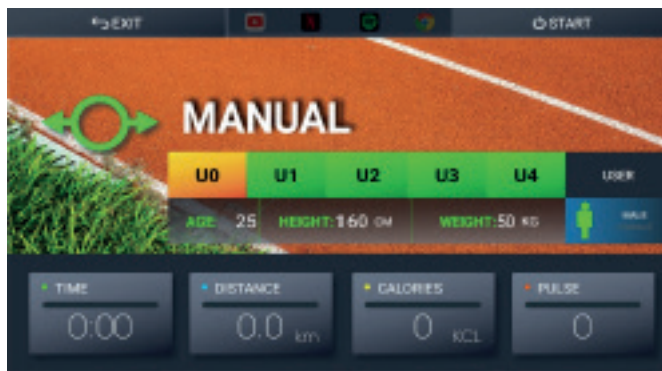 EXIT
START
MANUAL
U0 U1 U2 U3 U4 USER
AGE: 25 HEIGHT:160 CM WEIGHT:50 KG MALE
TIME DISTANCE CALORIES PULSE
0:00 0.0 km 0 KCL 0